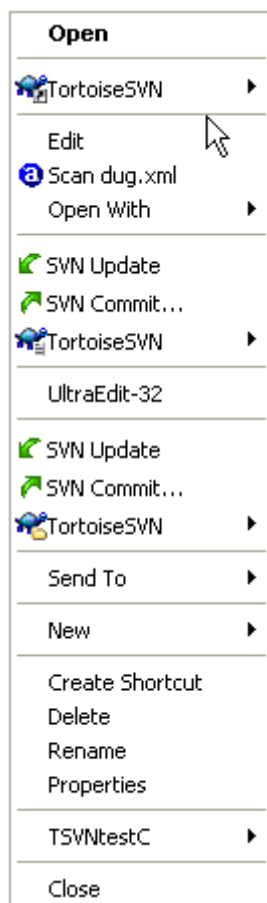 Open
TortoiseSVN
Edit
Scan dug.xml
Open With
SVN Update
SVN Commit...
TortoiseSVN
UltraEdit-32
SVN Update
SVN Commit...
TortoiseSVN
Send To
New
Create Shortcut
Delete
Rename
Properties
TSVNtestC
Close